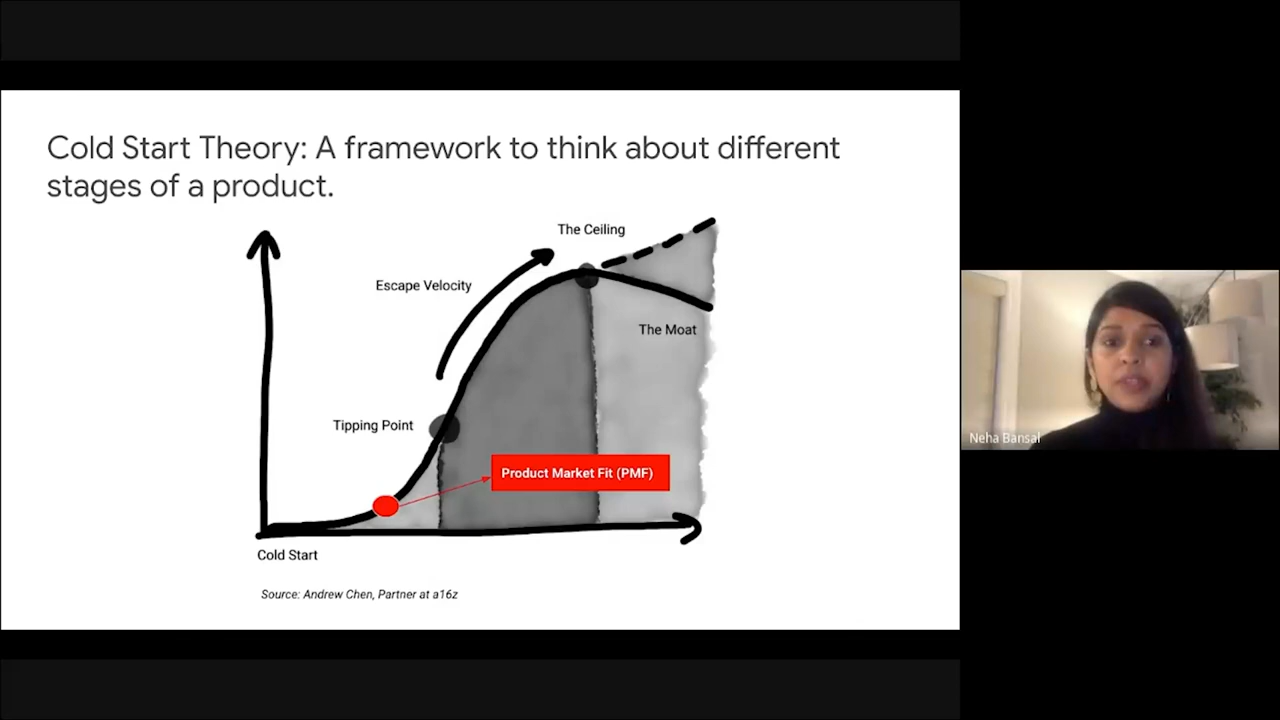 Cold Start Theory: A framework to think about different
stages of a product.
The Ceiling
Escape Velocity
The Moat
Tipping Point
Product Market Fit (PMF)
Cold Start
Source: Andrew Chen, Partner at a16z
Neha Bansal